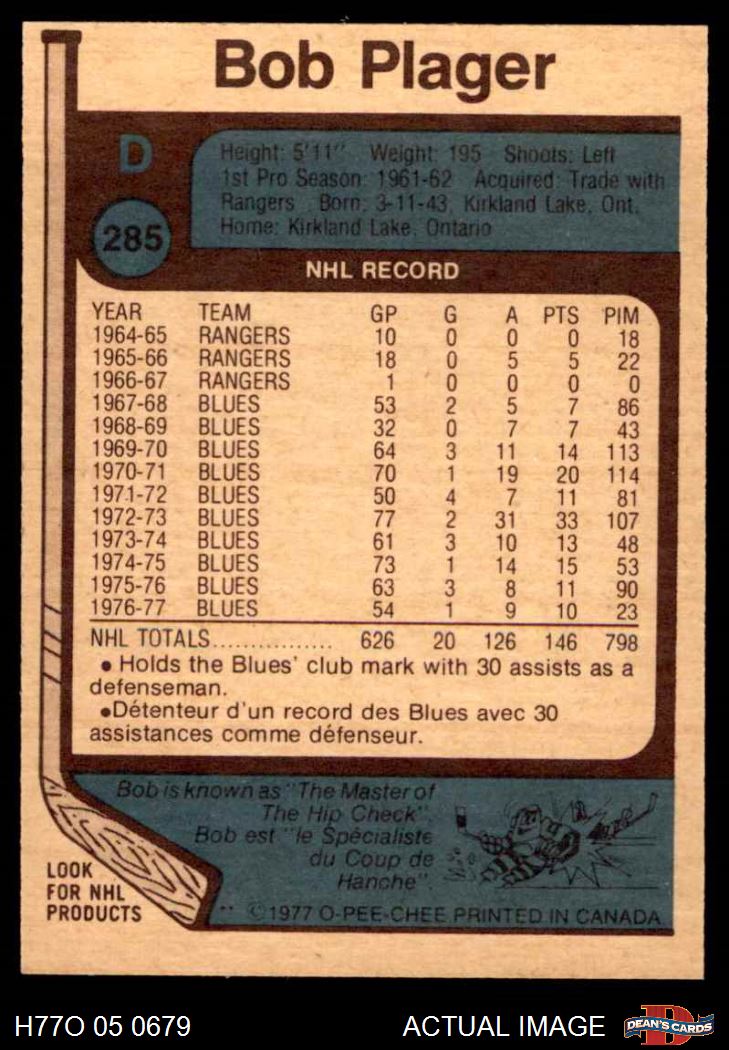 Bob Plager
D
Height: 5'11" Weight: 195 Shoots: Left
1st Pro Season: 1961-62 Acquired: Trade with
Rangers Born: 3-11-43, Kirkland Lake, Ont.
Home: Kirkland Lake, Ontario
285
NHL RECORD
YEAR TEAM GP G A PTS PIM
1964-65 RANGERS 10 0 0 0 18
1965-66 RANGERS 18 0 5 5 22
1966-67 RANGERS 1 0 0 0 0
1967-68 BLUES 53 2 5 7 86
1968-69 BLUES 32 0 7 7 43
1969-70 BLUES 64 3 11 14 113
1970-71 BLUES 70 1 19 20 114
1971-72 BLUES 50 4 7 11 81
1972-73 BLUES 77 2 31 33 107
1973-74 BLUES 61 3 10 13 48
1974-75 BLUES 73 1 14 15 53
1975-76 BLUES 63 3 8 11 90
1976-77 BLUES 54 1 9 10 23
NHL TOTALS................ 626 20 126 146 798
• Holds the Blues' club mark with 30 assists as a
defenseman.
•Détenteur d'un record des Blues avec 30
assistances comme défenseur.
Bob is known as "The Master of
The Hip Check".
Bob est "le Spécialiste
du Coup de
Hanche".
LOOK
FOR NHL
PRODUCTS
** ©1977 O-PEE-CHEE PRINTED IN CANADA
H77O 05 0679
ACTUAL IMAGE
D
DEAN'S CARDS